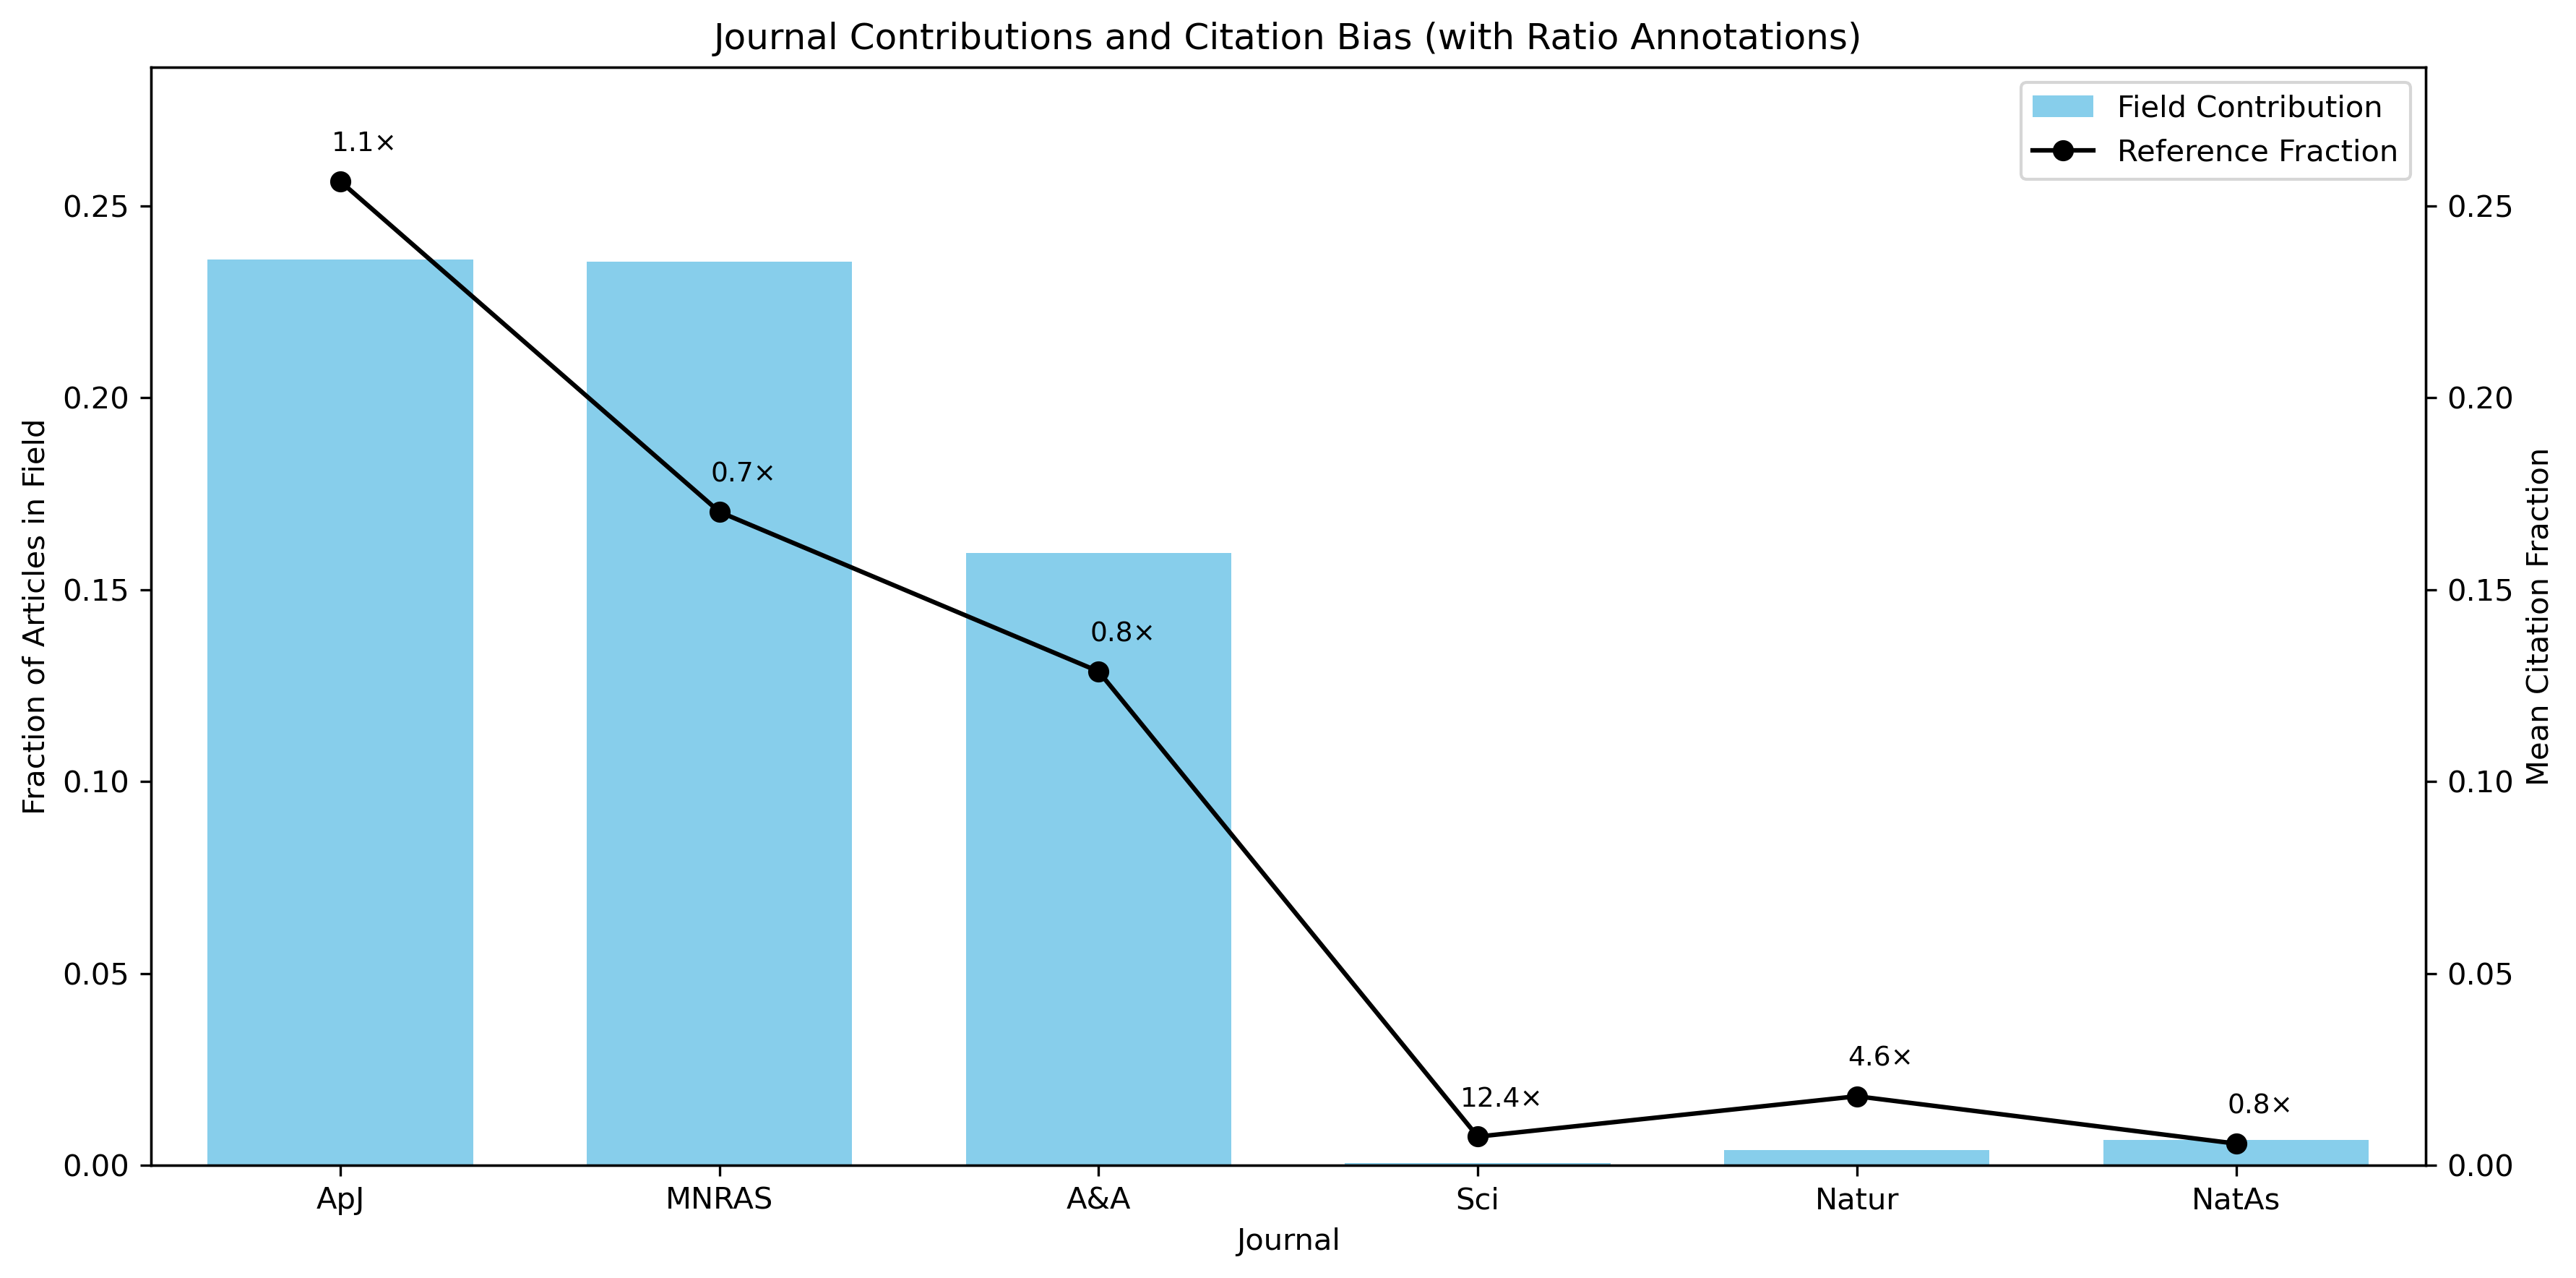 Journal Contributions and Citation Bias (with Ratio Annotations)
Field Contribution
Reference Fraction
1.1×
0.7×
0.8×
12.4×
4.6×
0.8×
Fraction of Articles in Field
0.25
0.20
0.15
0.10
0.05
0.00
Mean Citation Fraction
0.25
0.20
0.15
0.10
0.05
0.00
ApJ
MNRAS
A&A
Sci
Natur
NatAs
Journal